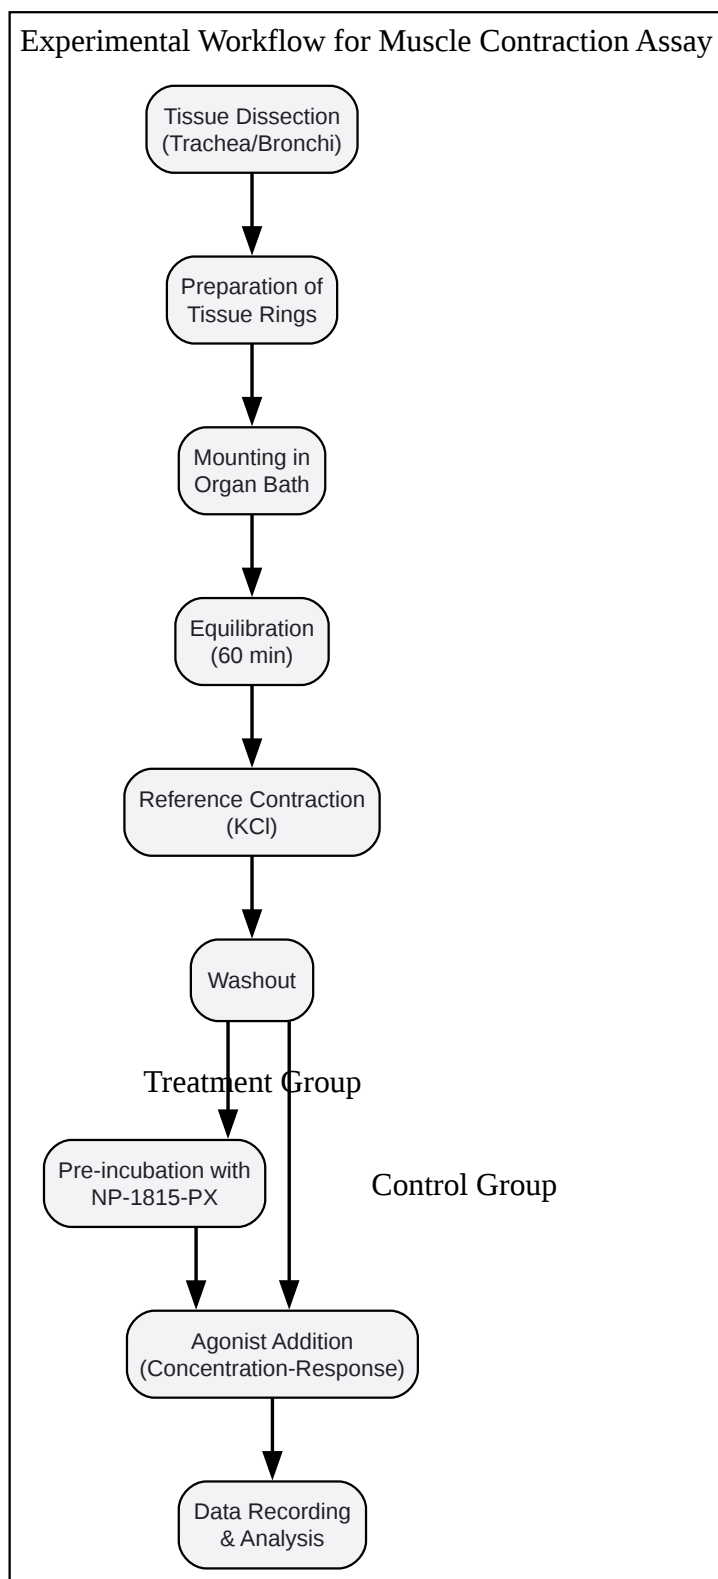 Experimental Workflow for Muscle Contraction Assay
Tissue Dissection
(Trachea/Bronchi)
Preparation of
Tissue Rings
Mounting in
Organ Bath
Equilibration
(60 min)
Reference Contraction
(KCl)
Washout
Treatment Group
Pre-incubation with
NP-1815-PX
Control Group
Agonist Addition
(Concentration-Response)
Data Recording
& Analysis